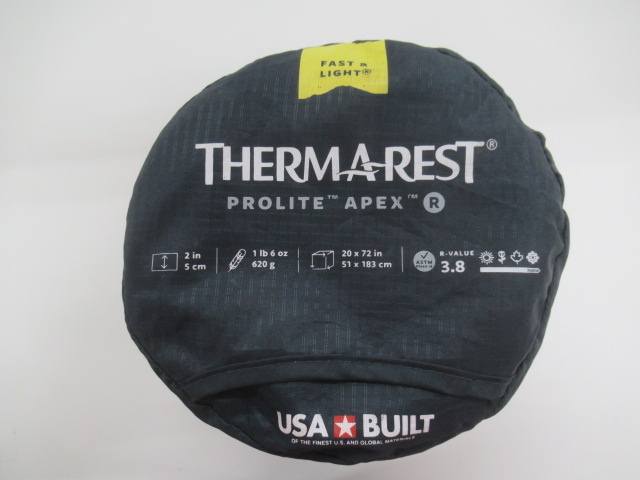 FAST &
LIGHT®
THERMAREST®
PROLITE™ APEX™ R
2 in
5 cm
1 lb 6 oz
620 g
20 x 72 in
51 x 183 cm
ASTM
R-VALUE
3.8
USA BUILT
OF THE FINEST U.S. AND GLOBAL MATERIALS